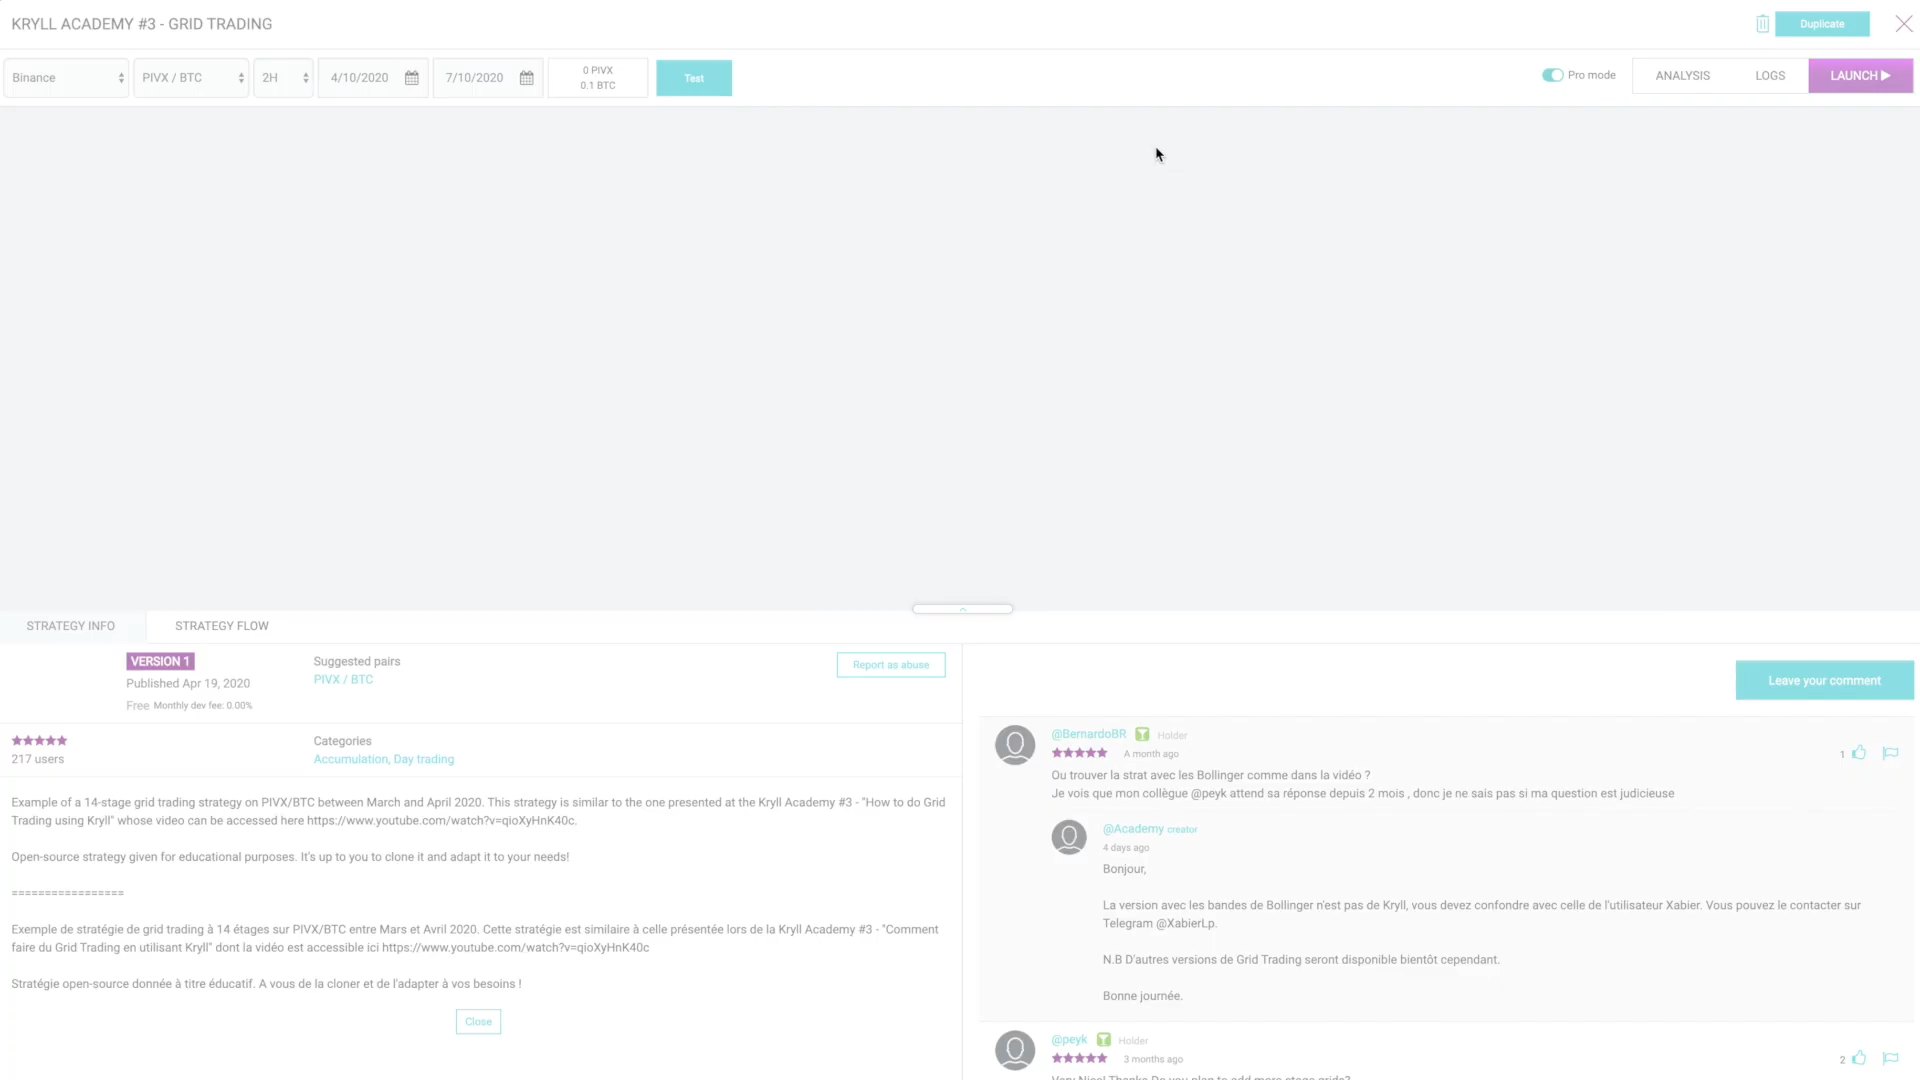 KRYLL ACADEMY #3 - GRID TRADING
Duplicate
Binance
PIVX / BTC
2H
4/10/2020
7/10/2020
0 PIVX
0.1 BTC
Test
Pro mode
ANALYSIS
LOGS
LAUNCH
STRATEGY INFO
STRATEGY FLOW
VERSION 1
Published Apr 19, 2020
Free Monthly dev fee: 0.00%
Suggested pairs
PIVX / BTC
Report as abuse
217 users
Categories
Accumulation, Day trading
Example of a 14-stage grid trading strategy on PIVX/BTC between March and April 2020. This strategy is similar to the one presented at the Kryll Academy #3 - "How to do Grid
Trading using Kryll" whose video can be accessed here https://www.youtube.com/watch?v=qioXyHnK40c.
Open-source strategy given for educational purposes. It's up to you to clone it and adapt it to your needs!
=================
Exemple de stratégie de grid trading à 14 étages sur PIVX/BTC entre Mars et Avril 2020. Cette stratégie est similaire à celle présentée lors de la Kryll Academy #3 - "Comment
faire du Grid Trading en utilisant Kryll" dont la vidéo est accessible ici https://www.youtube.com/watch?v=qioXyHnK40c
Stratégie open-source donnée à titre éducatif. A vous de la cloner et de l'adapter à vos besoins !
Close
Leave your comment
@BernardoBR Holder
A month ago
1
Ou trouver la strat avec les Bollinger comme dans la vidéo ?
Je vois que mon collègue @peyk attend sa réponse depuis 2 mois , donc je ne sais pas si ma question est judicieuse
@Academy creator
4 days ago
Bonjour,
La version avec les bandes de Bollinger n'est pas de Kryll, vous devez confondre avec celle de l'utilisateur Xabier. Vous pouvez le contacter sur
Telegram @XabierLp.
N.B D'autres versions de Grid Trading seront disponible bientôt cependant.
Bonne journée.
@peyk Holder
3 months ago
2
Very Nice! Thanks Do you plan to add more stage grids?